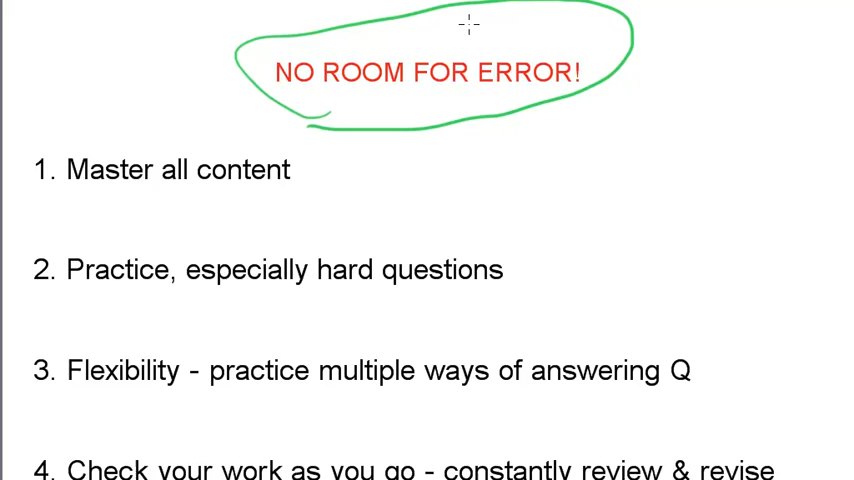 NO ROOM FOR ERROR!
1. Master all content
2. Practice, especially hard questions
3. Flexibility - practice multiple ways of answering Q
4. Check your work as you go - constantly review & revise